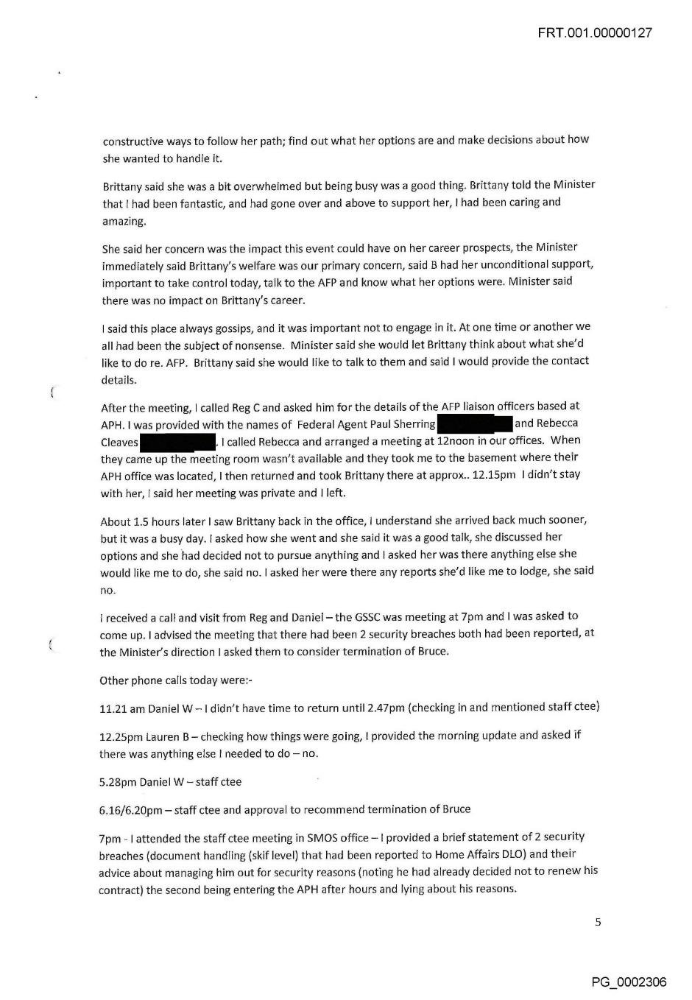 FRT.001.00000127
constructive ways to follow her path; find out what her options are and make decisions about how
she wanted to handle it.
Brittany said she was a bit overwhelmed but being busy was a good thing. Brittany told the Minister
that I had been fantastic, and had gone over and above to support her, I had been caring and
amazing.
She said her concern was the impact this event could have on her career prospects, the Minister
immediately said Brittany's welfare was our primary concern, said B had her unconditional support,
important to take control today, talk to the AFP and know what her options were. Minister said
there was no impact on Brittany's career.
I said this place always gossips, and it was important not to engage in it. At one time or another we
all had been the subject of nonsense.  Minister said she would let Brittany think about what she'd
like to do re. AFP.  Brittany said she would like to talk to them and said I would provide the contact
details.
After the meeting, I called Reg C and asked him for the details of the AFP liaison officers based at
APH. I was provided with the names of  Federal Agent Paul Sherring and Rebecca
Cleaves . I called Rebecca and arranged a meeting at 12noon in our offices.  When
they came up the meeting room wasn't available and they took me to the basement where their
APH office was located, I then returned and took Brittany there at approx.. 12.15pm  I didn't stay
with her, I said her meeting was private and I left.
About 1.5 hours later I saw Brittany back in the office, I understand she arrived back much sooner,
but it was a busy day. I asked how she went and she said it was a good talk, she discussed her
options and she had decided not to pursue anything and I asked her was there anything else she
would like me to do, she said no. I asked her were there any reports she'd like me to lodge, she said
no.
I received a call and visit from Reg and Daniel – the GSSC was meeting at 7pm and I was asked to
come up. I advised the meeting that there had been 2 security breaches both had been reported, at
the Minister's direction I asked them to consider termination of Bruce.
Other phone calls today were:-
11.21 am Daniel W – I didn't have time to return until 2.47pm (checking in and mentioned staff ctee)
12.25pm Lauren B – checking how things were going, I provided the morning update and asked if
there was anything else I needed to do – no.
5.28pm Daniel W – staff ctee
6.16/6.20pm – staff ctee and approval to recommend termination of Bruce
7pm - I attended the staff ctee meeting in SMOS office – I provided a brief statement of 2 security
breaches (document handling (skif level) that had been reported to Home Affairs DLO) and their
advice about managing him out for security reasons (noting he had already decided not to renew his
contract) the second being entering the APH after hours and lying about his reasons.
5
PG_0002306